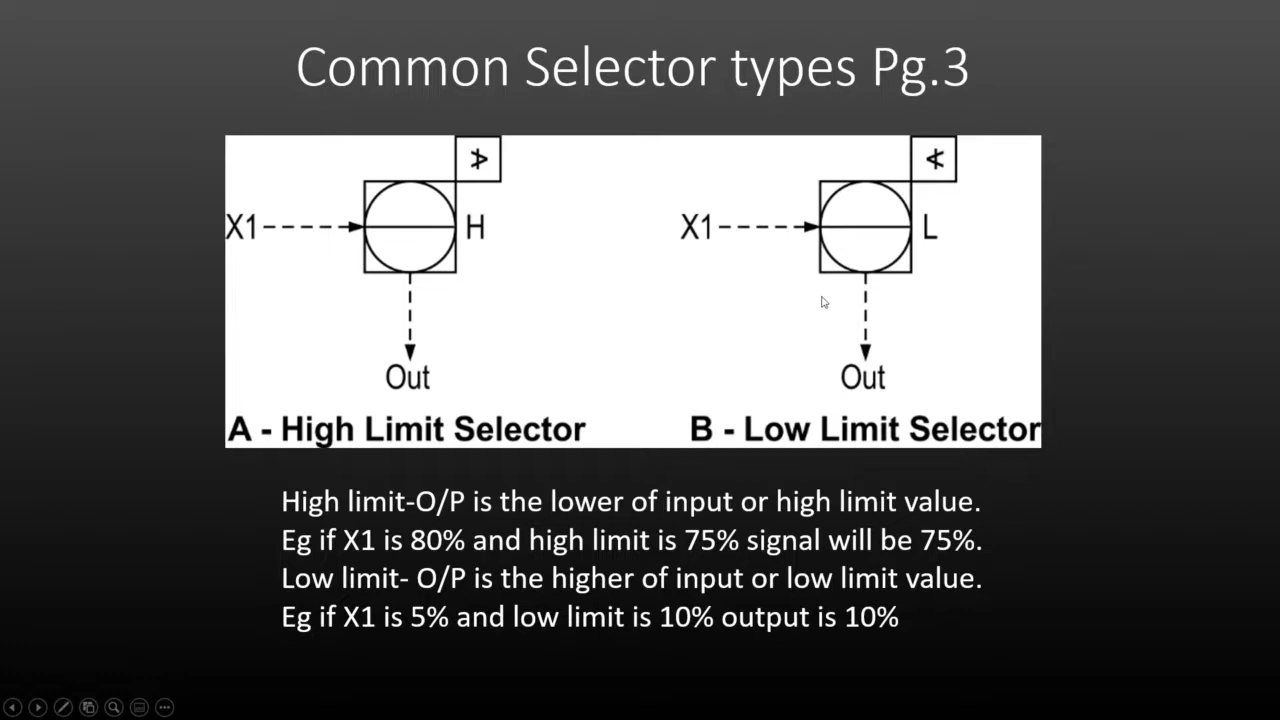 Common Selector types Pg.3
X1
H
Out
A - High Limit Selector
X1
L
Out
B - Low Limit Selector
High limit-O/P is the lower of input or high limit value.
Eg if X1 is 80% and high limit is 75% signal will be 75%.
Low limit- O/P is the higher of input or low limit value.
Eg if X1 is 5% and low limit is 10% output is 10%